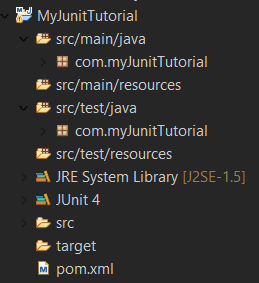 MyJunitTutorial
src/main/java
com.myJunitTutorial
src/main/resources
src/test/java
com.myJunitTutorial
src/test/resources
JRE System Library [J2SE-1.5]
JUnit 4
src
target
pom.xml